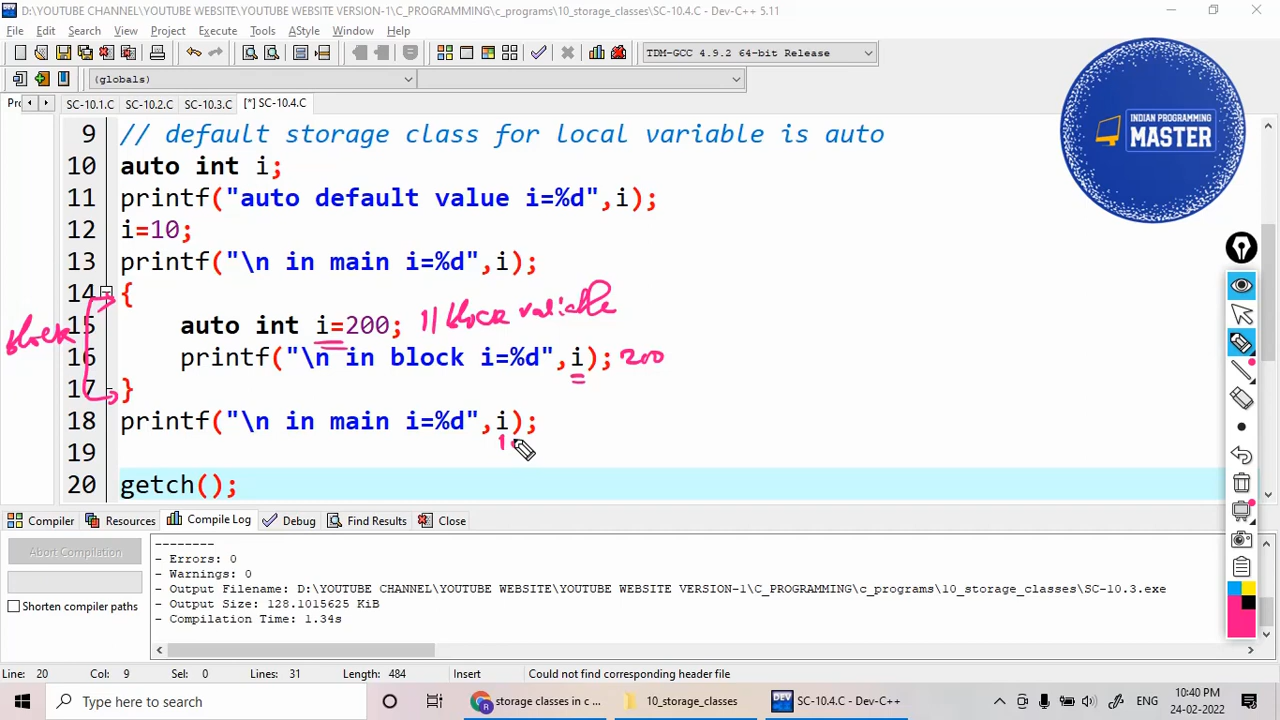 D:\YOUTUBE CHANNEL\YOUTUBE WEBSITE\YOUTUBE WEBSITE VERSION-1\C_PROGRAMMING\c_programs\10_storage_classes\SC-10.4.C - Dev-C++ 5.11
File Edit Search View Project Execute Tools AStyle Window Help
TDM-GCC 4.9.2 64-bit Release
(globals)
Pr SC-10.1.C SC-10.2.C SC-10.3.C [*] SC-10.4.C
INDIAN PROGRAMMING
MASTER
9 // default storage class for local variable is auto
10 auto int i;
11 printf("auto default value i=%d",i);
12 i=10;
13 printf("\n in main i=%d",i);
14 {
block
15 auto int i=200; // block variable
16 printf("\n in block i=%d",i); 200
17 }
18 printf("\n in main i=%d",i);
19
20 getch();
Compiler Resources Compile Log Debug Find Results Close
Abort Compilation
Shorten compiler paths
--------
- Errors: 0
- Warnings: 0
- Output Filename: D:\YOUTUBE CHANNEL\YOUTUBE WEBSITE\YOUTUBE WEBSITE VERSION-1\C_PROGRAMMING\c_programs\10_storage_classes\SC-10.3.exe
- Output Size: 128.1015625 KiB
- Compilation Time: 1.34s
Line: 20 Col: 9 Lines: 31 Length: 484 Insert Could not find corresponding header file
Type here to search
storage classes in c ...
10_storage_classes
DEV SC-10.4.C - Dev-C++
ENG
10:40 PM
24-02-2022